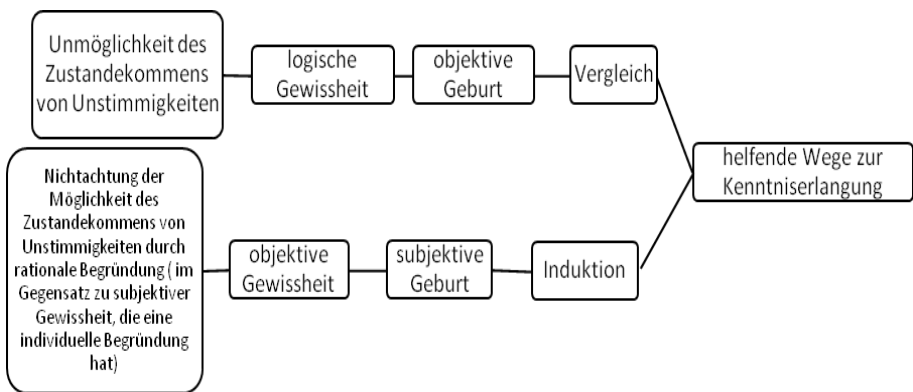 Unmöglichkeit des
Zustandekommens
von Unstimmigkeiten
logische
Gewissheit
objektive
Geburt
Vergleich
helfende Wege zur
Kenntniserlangung
Nichtachtung der
Möglichkeit des
Zustandekommens von
Unstimmigkeiten durch
rationale Begründung ( im
Gegensatz zu subjektiver
Gewissheit, die eine
individuelle Begründung
hat)
objektive
Gewissheit
subjektive
Geburt
Induktion